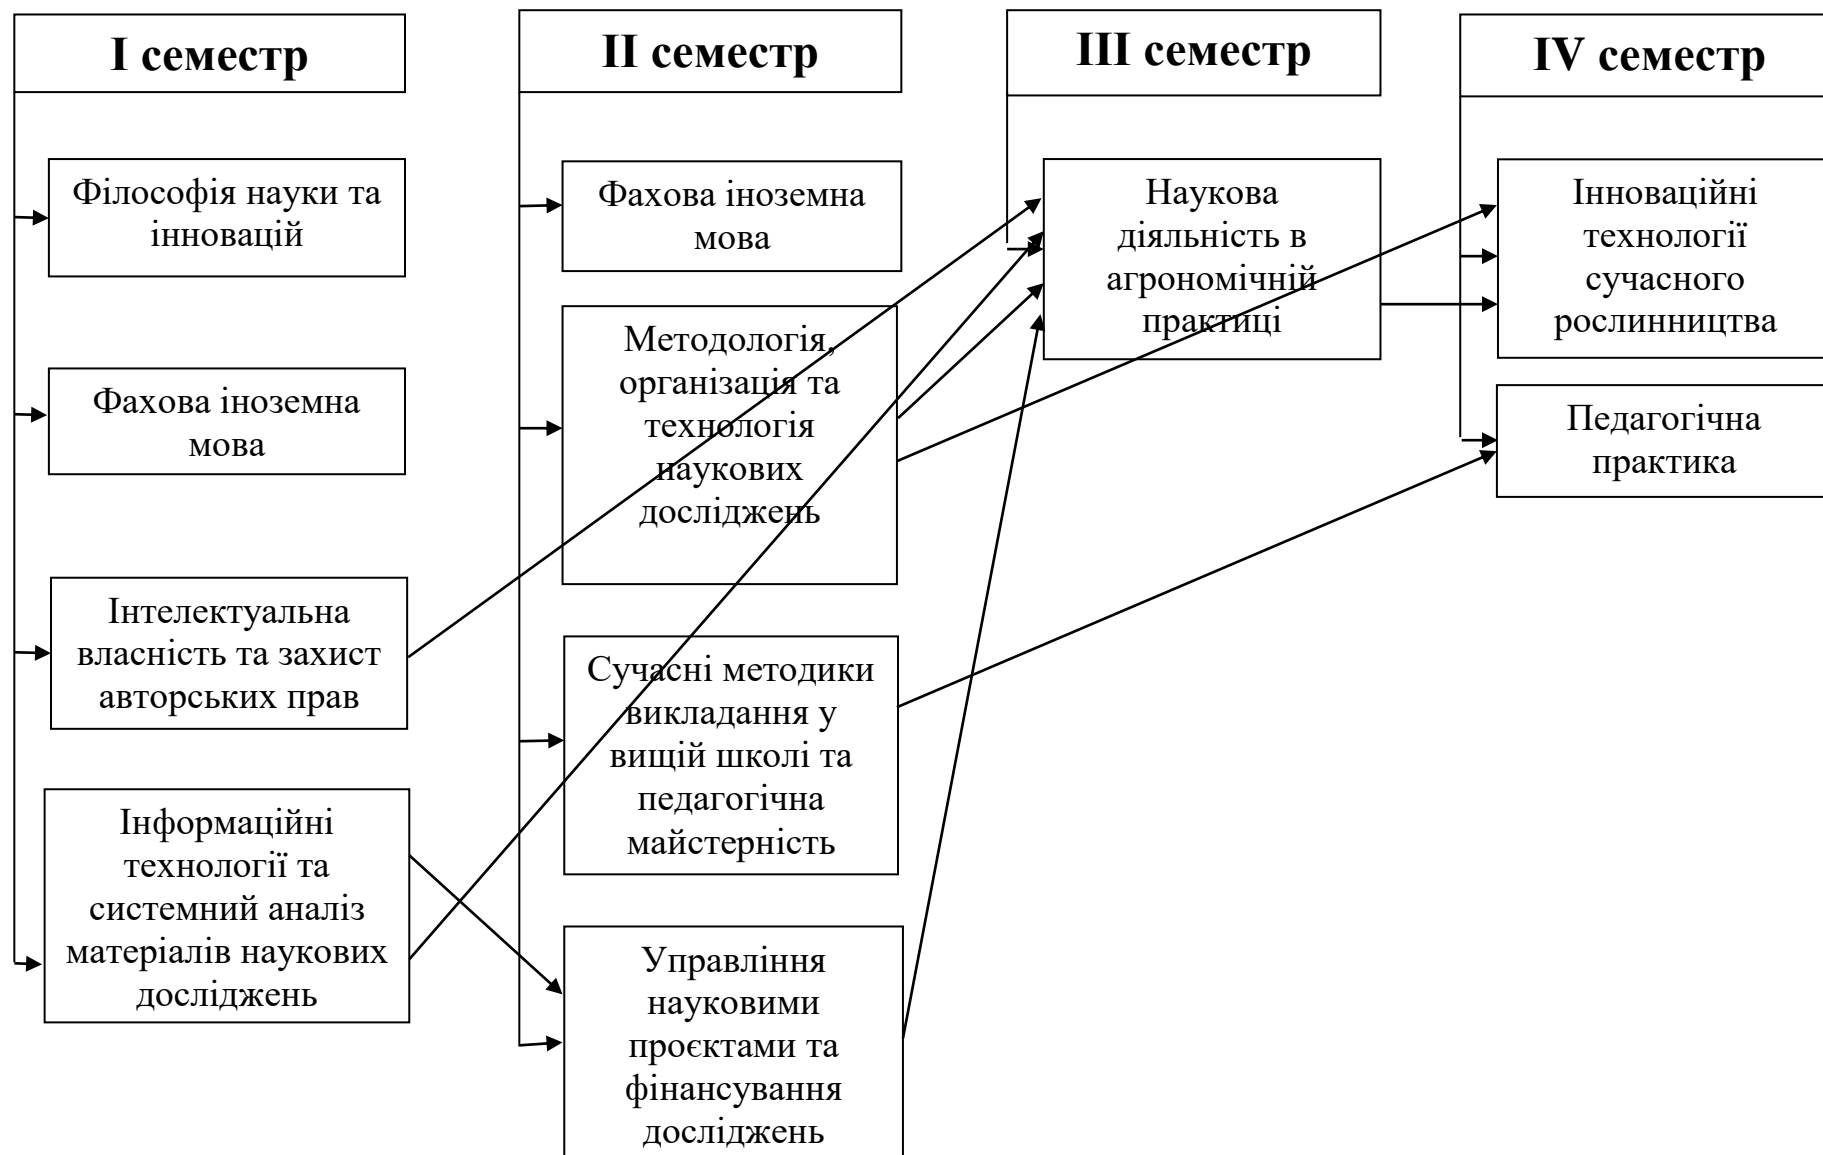 I семестр
Філософія науки та
інновацій
Фахова іноземна
мова
Інтелектуальна
власність та захист
авторських прав
Інформаційні
технології та
системний аналіз
матеріалів наукових
досліджень
II семестр
Фахова іноземна
мова
Методологія,
організація та
технологія
наукових
досліджень
Сучасні методики
викладання у
вищій школі та
педагогічна
майстерність
Управління
науковими
проєктами та
фінансування
досліджень
III семестр
Наукова
діяльність в
агрономічній
практиці
IV семестр
Інноваційні
технології
сучасного
рослинництва
Педагогічна
практика